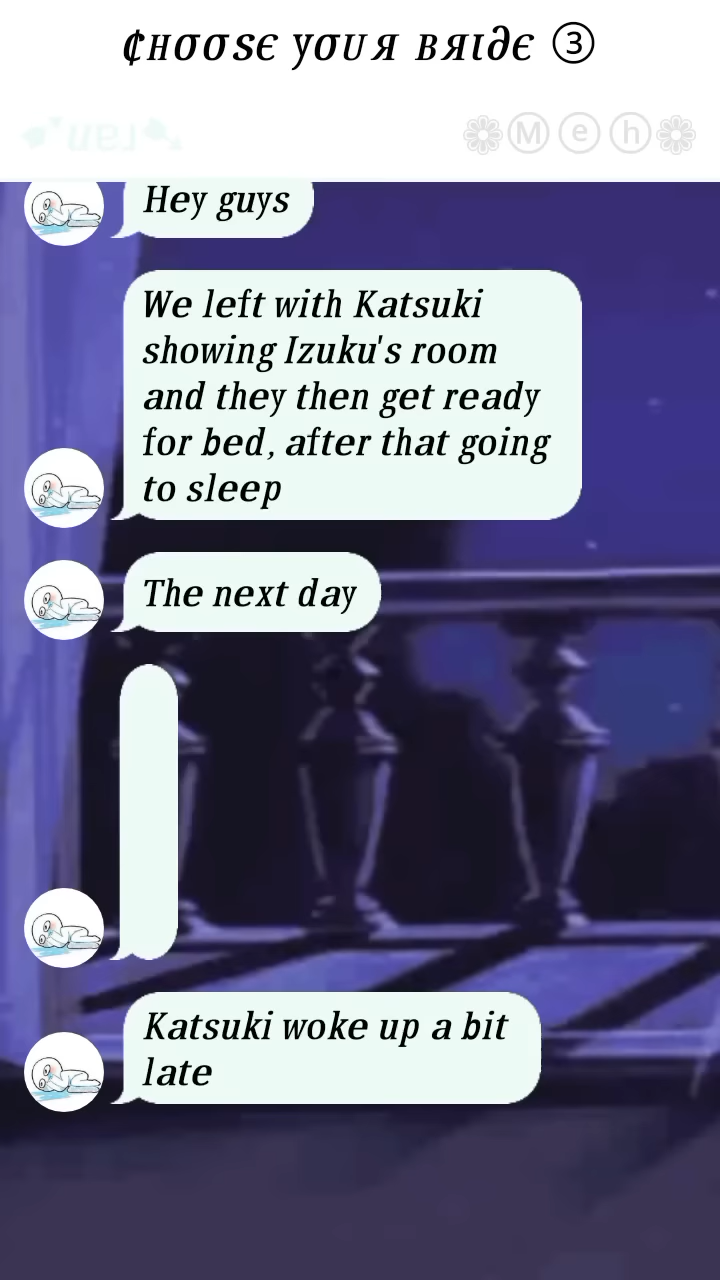 ₵нσσѕє уσυя вяι∂є ③
❁Ⓜⓔⓗ❁
Hey guys
We left with Katsuki
showing Izuku's room
and they then get ready
for bed, after that going
to sleep
The next day
Katsuki woke up a bit
late